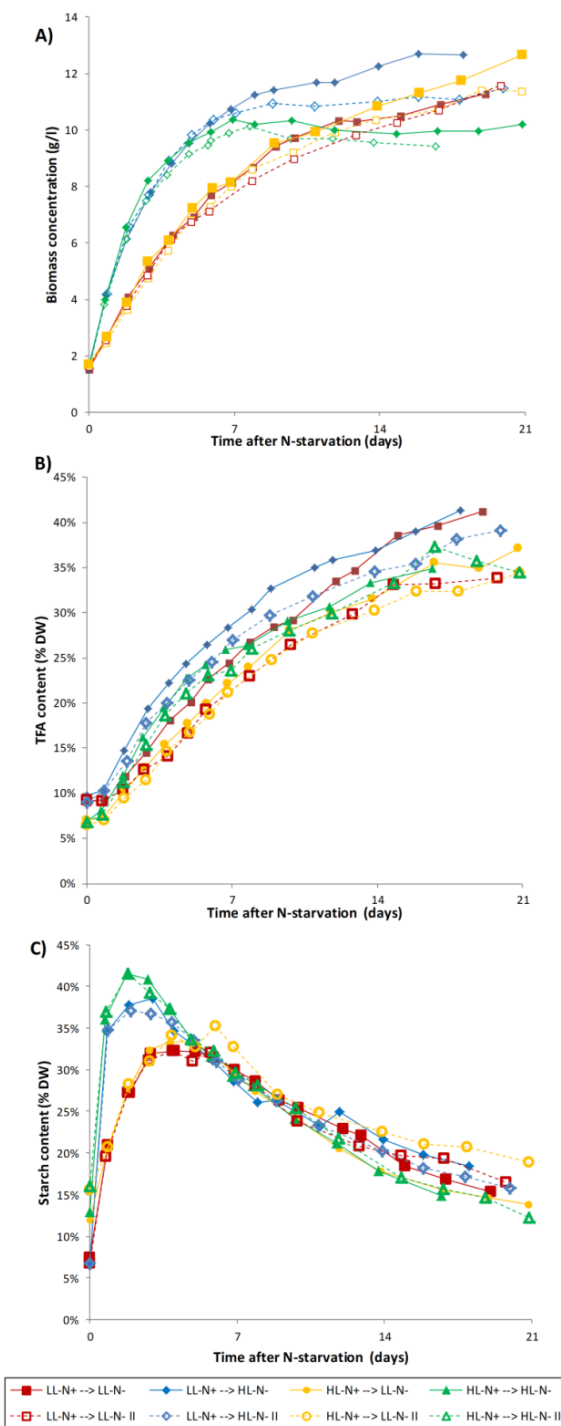 A)
14
12
10
8
6
4
2
0
Biomass concentration (g/l)
0 7 14 21
Time after N-starvation (days)
B)
45%
40%
35%
30%
25%
20%
15%
10%
5%
0%
TFA content (% DW)
0 7 14 21
Time after N-starvation (days)
C)
45%
40%
35%
30%
25%
20%
15%
10%
5%
0%
Starch content (% DW)
0 7 14 21
Time after N-starvation (days)
LL-N+ --> LL-N- LL-N+ --> HL-N- HL-N+ --> LL-N- HL-N+ --> HL-N-
LL-N+ --> LL-N- II LL-N+ --> HL-N- II HL-N+ --> LL-N- II HL-N+ --> HL-N- II